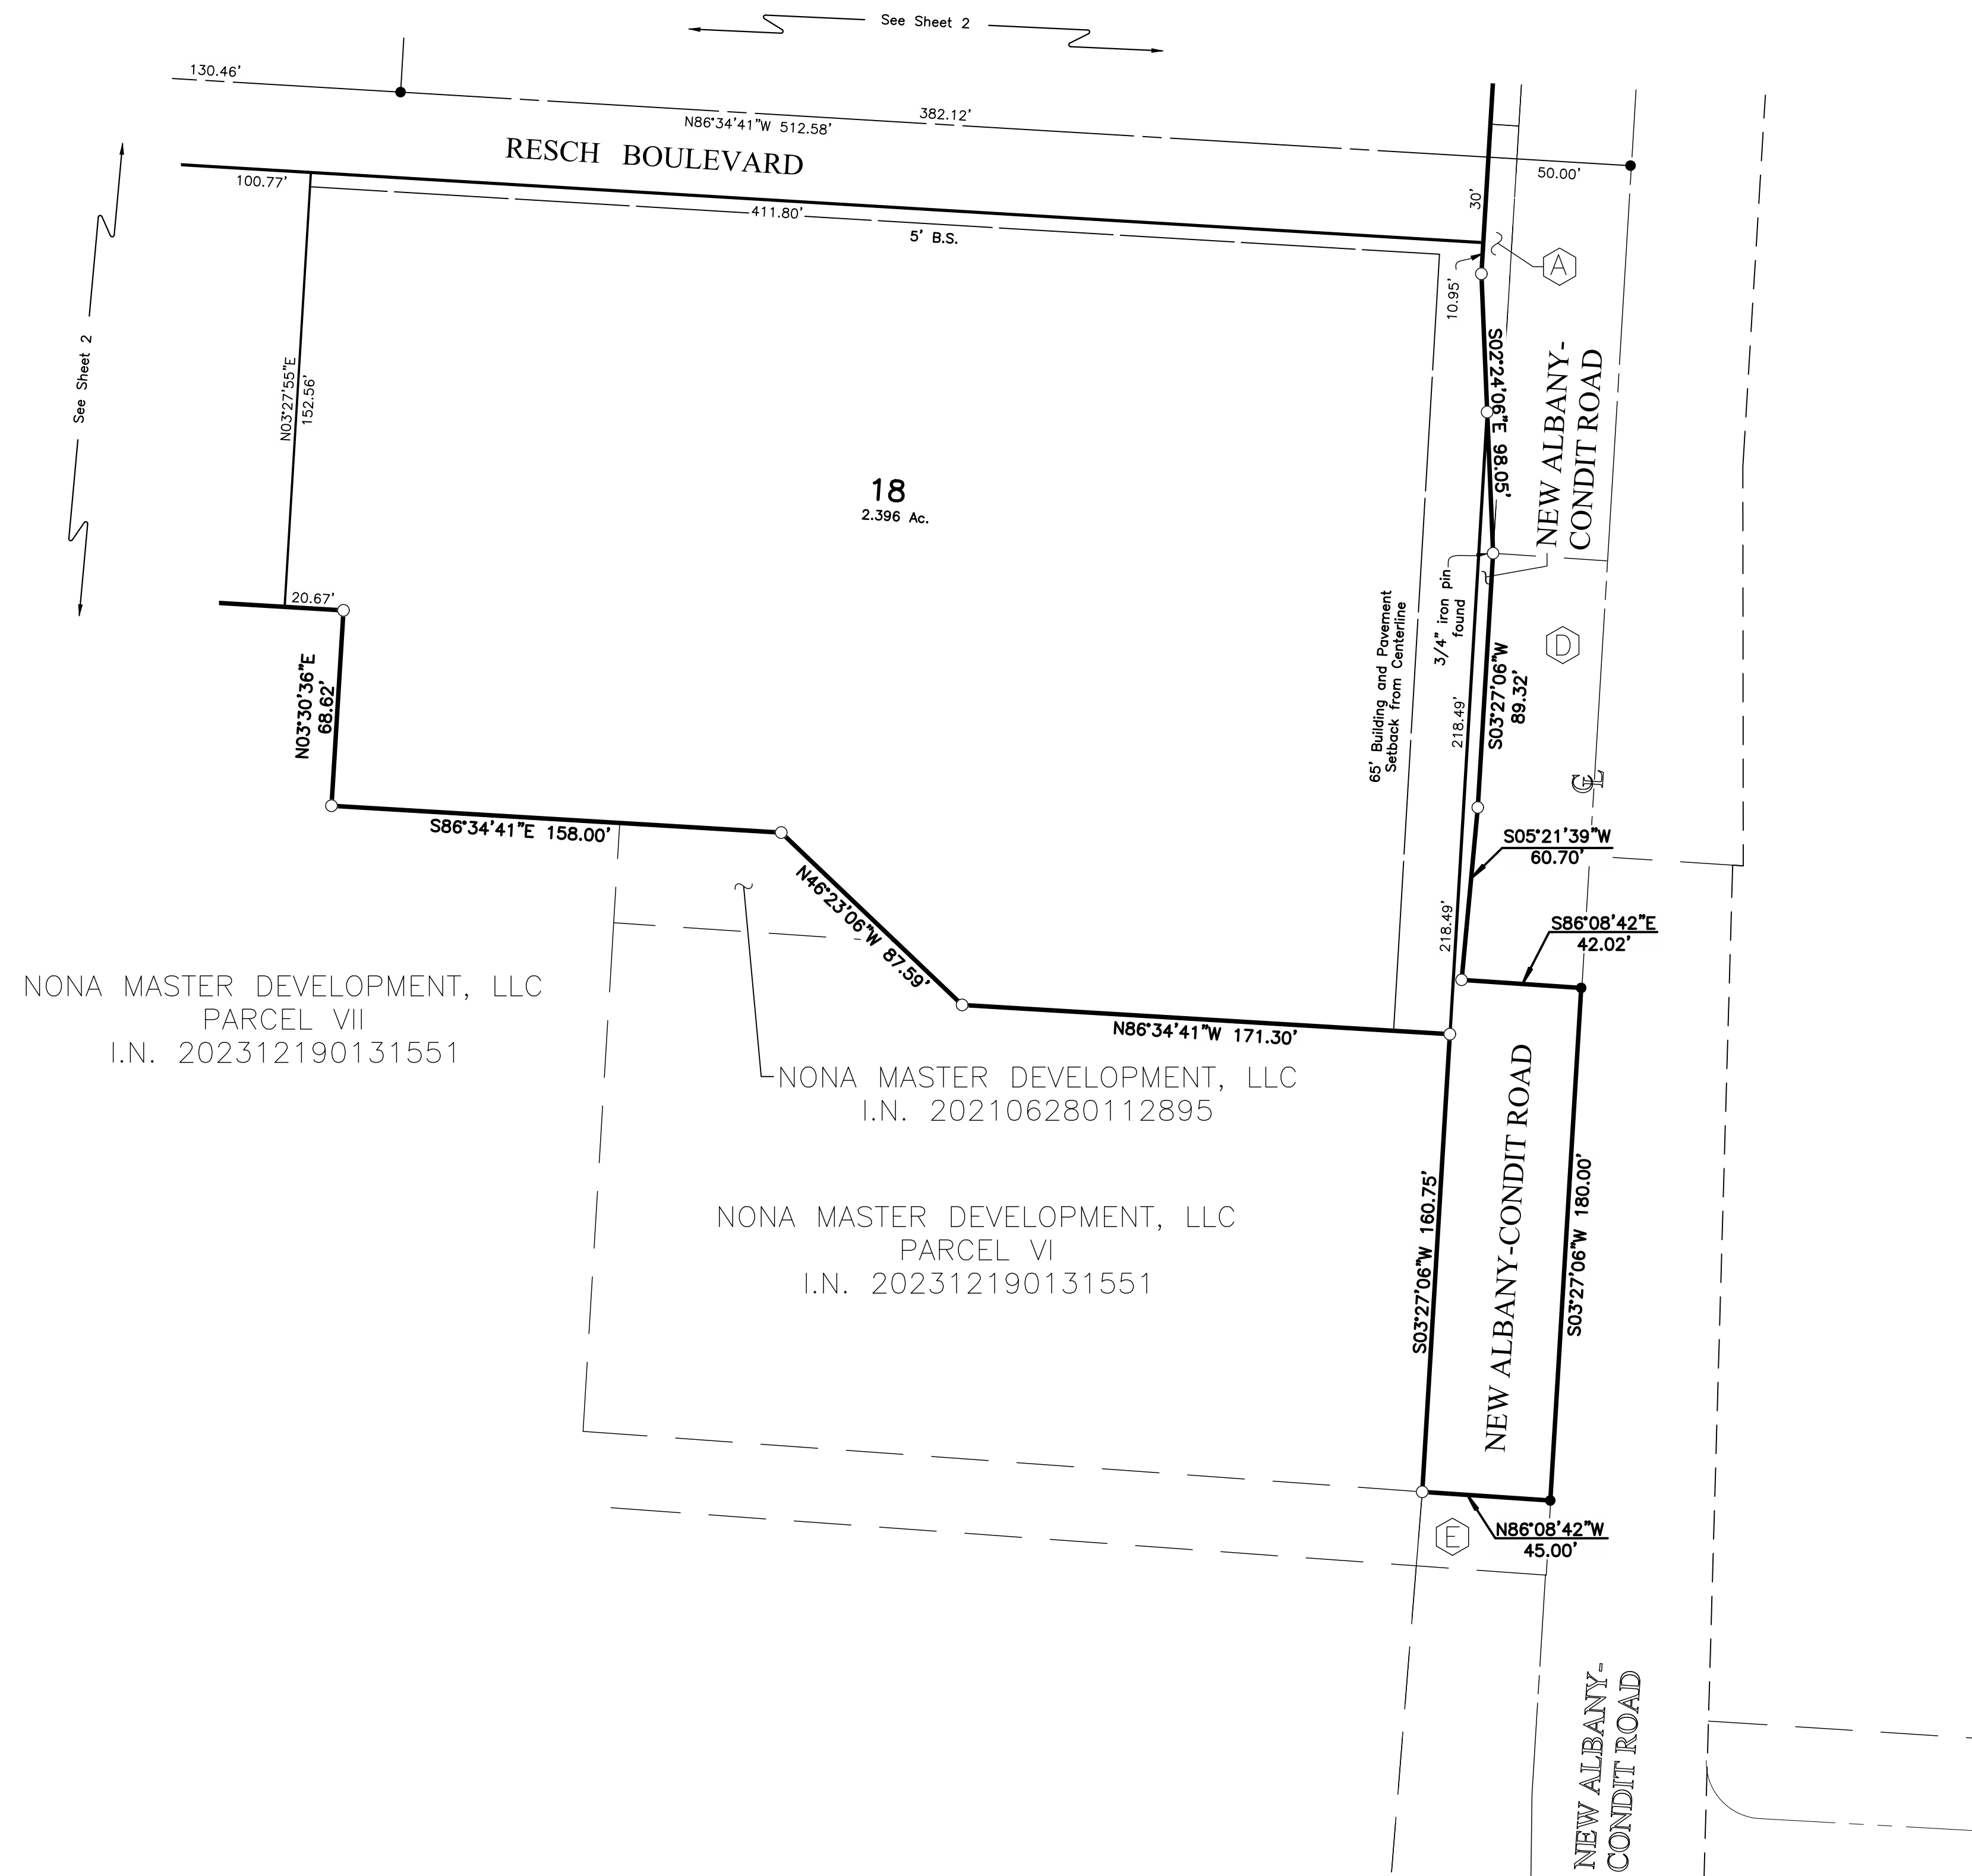 See Sheet 2
130.46'
382.12'
N86°34'41"W 512.58'
RESCH BOULEVARD
50.00'
100.77'
411.80'
5' B.S.
30'
A
10.95'
See Sheet 2
N03°27'55"E
152.56'
S02°24'06"E 98.05'
NEW ALBANY-
CONDIT ROAD
18
2.396 Ac.
20.67'
3/4" iron pin
found
65' Building and Pavement
Setback from Centerline
D
N03°30'36"E
68.62'
218.49'
S03°27'06"W
89.32'
CL
S86°34'41"E 158.00'
S05°21'39"W
60.70'
N46°23'06"W 87.59'
218.49'
S86°08'42"E
42.02'
NONA MASTER DEVELOPMENT, LLC
PARCEL VII
I.N. 202312190131551
N86°34'41"W 171.30'
NONA MASTER DEVELOPMENT, LLC
I.N. 202106280112895
NONA MASTER DEVELOPMENT, LLC
PARCEL VI
I.N. 202312190131551
S03°27'06"W 160.75'
NEW ALBANY-CONDIT ROAD
S03°27'06"W 180.00'
E
N86°08'42"W
45.00'
NEW ALBANY-
CONDIT ROAD